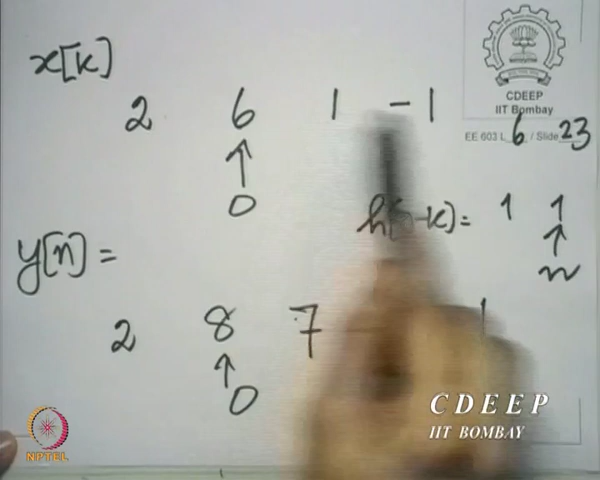 x[k]
CDEEP
IIT Bombay
EE 603 L 6 / Slide 23
2 6 1 -1
↑
0
h[ -k] = 1 1
↑
n
y[n] =
2 8 7
↑
0
CDEEP
IIT BOMBAY
NPTEL